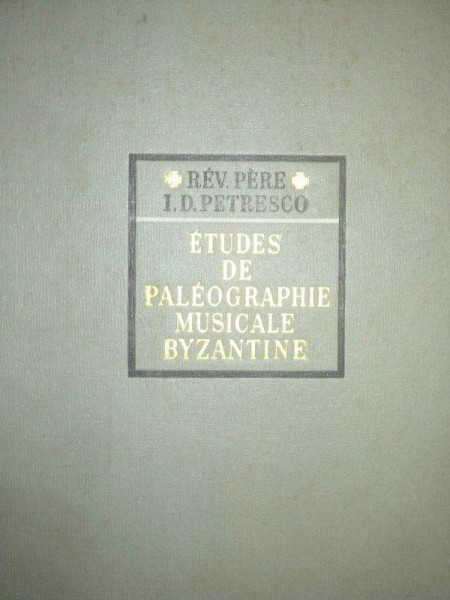 RÉV. PÈRE
I.D. PETRESCO
ÉTUDES
DE
PALÉOGRAPHIE
MUSICALE
BYZANTINE